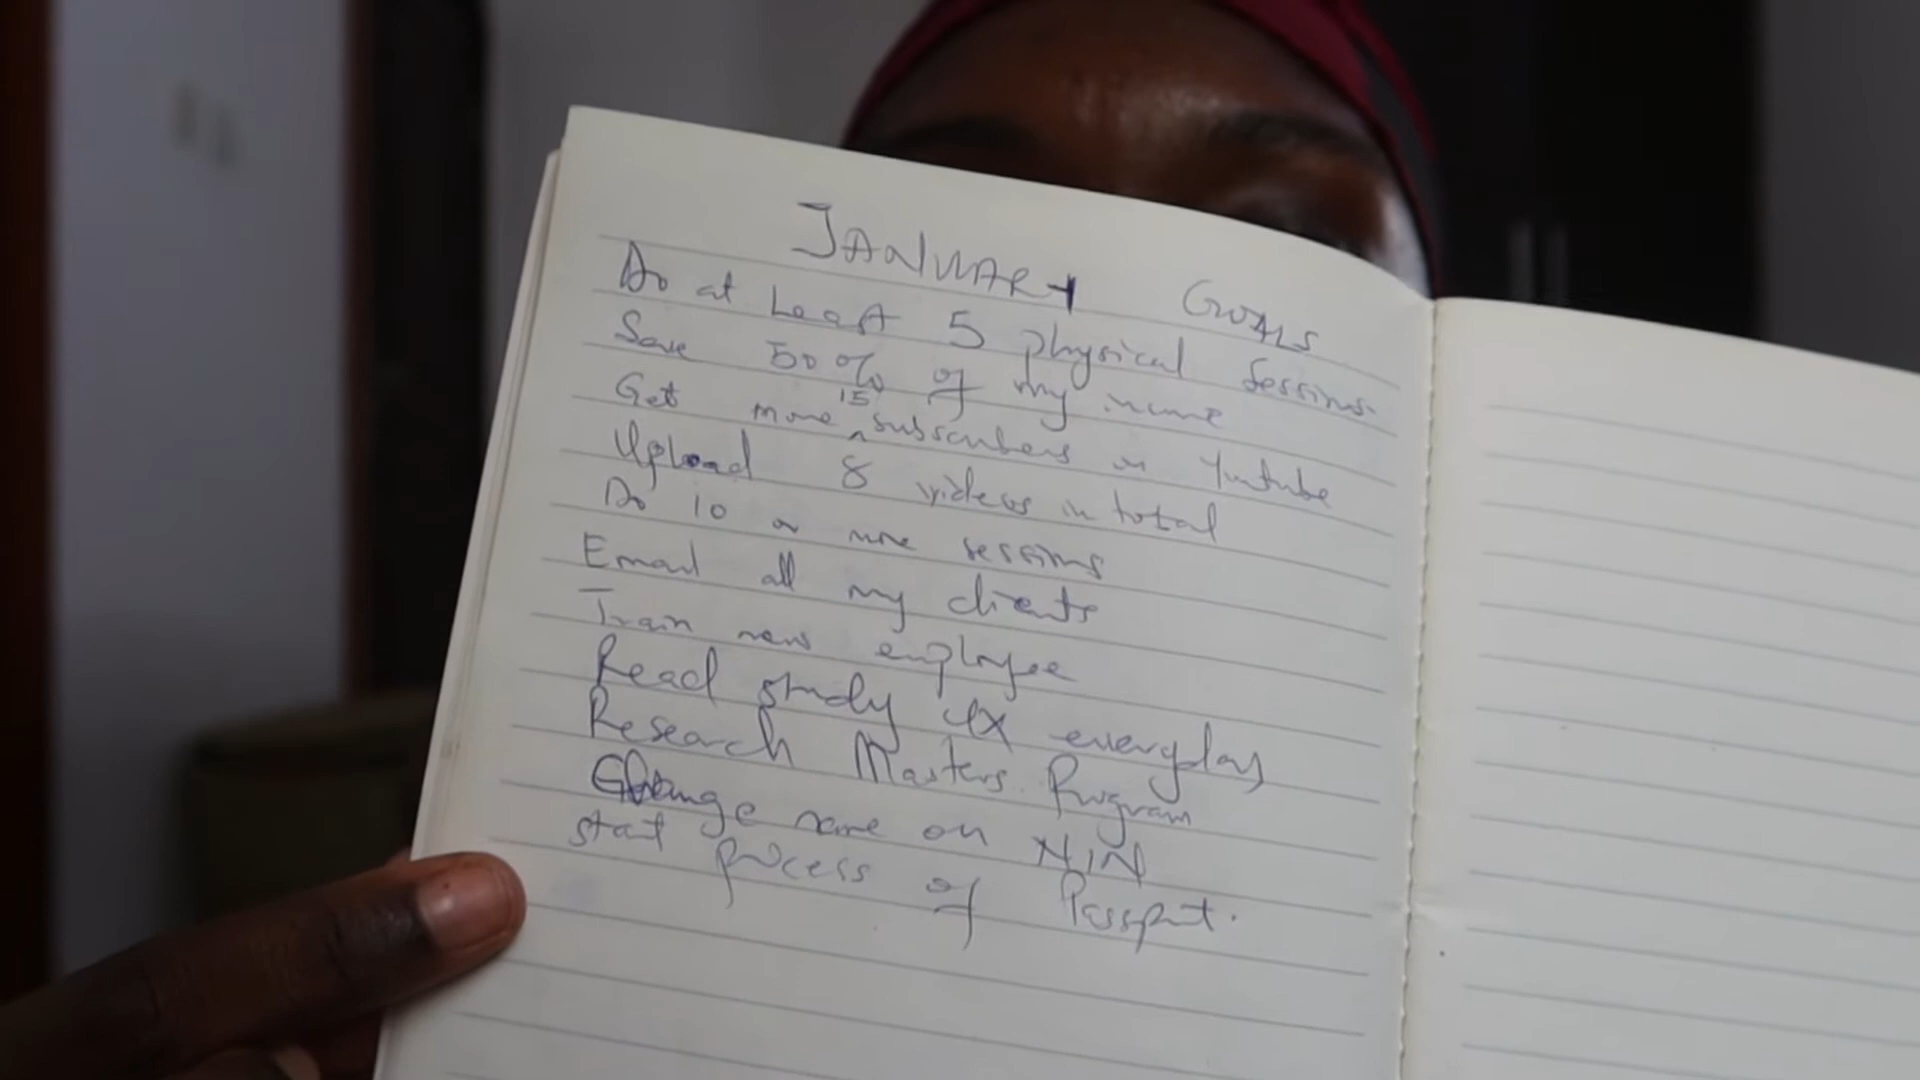 JANUARY GOALS
Do at Least 5 physical sessions.
Save 50% of my income
Get more 15 subscribers on Youtube
Upload 8 videos in total
Do 10 or more sessions
Email all my clients
Train new employee
Read study 4x everyday
Research Masters Program
Change name on NIN
start process of Passport.